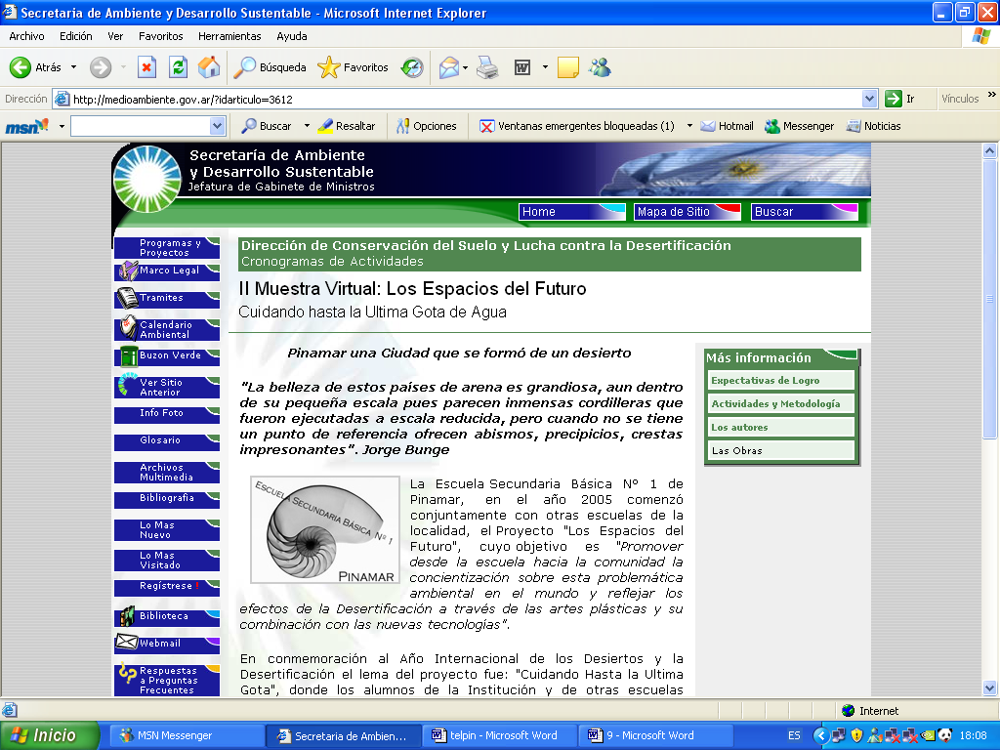 Secretaria de Ambiente y Desarrollo Sustentable - Microsoft Internet Explorer
Archivo Edición Ver Favoritos Herramientas Ayuda
Atrás Búsqueda Favoritos
Dirección http://medioambiente.gov.ar/?idarticulo=3612 Ir Vínculos »
msn Buscar Resaltar Opciones Ventanas emergentes bloqueadas (1) Hotmail Messenger Noticias
Secretaría de Ambiente
y Desarrollo Sustentable
Jefatura de Gabinete de Ministros
Home Mapa de Sitio Buscar
Programas y
Proyectos
Marco Legal
Tramites
Calendario
Ambiental
Buzon Verde
Ver Sitio
Anterior
Info Foto
Glosario
Archivos
Multimedia
Bibliografia
Lo Mas
Nuevo
Lo Mas
Visitado
Regístrese !
Biblioteca
Webmail
Respuestas
a Preguntas
Frecuentes
Dirección de Conservación del Suelo y Lucha contra la Desertificación
Cronogramas de Actividades
II Muestra Virtual: Los Espacios del Futuro
Cuidando hasta la Ultima Gota de Agua
Pinamar una Ciudad que se formó de un desierto
"La belleza de estos países de arena es grandiosa, aun dentro
de su pequeña escala pues parecen inmensas cordilleras que
fueron ejecutadas a escala reducida, pero cuando no se tiene
un punto de referencia ofrecen abismos, precipicios, crestas
impresonantes". Jorge Bunge
ESCUELA SECUNDARIA BÁSICA Nº 1
PINAMAR
La Escuela Secundaria Básica Nº 1 de
Pinamar, en el año 2005 comenzó
conjuntamente con otras escuelas de la
localidad, el Proyecto "Los Espacios del
Futuro", cuyo objetivo es "Promover
desde la escuela hacia la comunidad la
concientización sobre esta problemática
ambiental en el mundo y reflejar los
efectos de la Desertificación a través de las artes plásticas y su
combinación con las nuevas tecnologías".
En conmemoración al Año Internacional de los Desiertos y la
Desertificación el lema del proyecto fue: "Cuidando Hasta la Ultima
Gota", donde los alumnos de la Institución y de otras escuelas
Más información
Expectativas de Logro
Actividades y Metodología
Los autores
Las Obras
Internet
Inicio MSN Messenger Secretaria de Ambien... telpin - Microsoft Word 9 - Microsoft Word ES 18:08